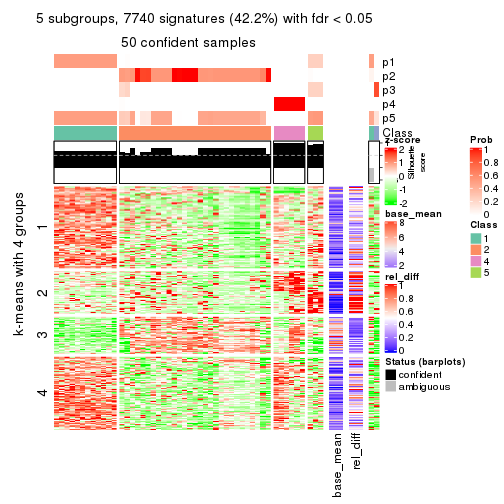 5 subgroups, 7740 signatures (42.2%) with fdr < 0.05
50 confident samples
p1
p2
p3
p4
p5
Class
z-score
2
1
0
-1
-2
Silhouette
score
Prob
1
0.8
0.6
0.4
0.2
0
base_mean
8
6
4
2
Class
1
2
4
5
rel_diff
1
0.8
0.6
0.4
0.2
0
Status (barplots)
confident
ambiguous
k-means with 4 groups
1
2
3
4
base_mean
rel_diff